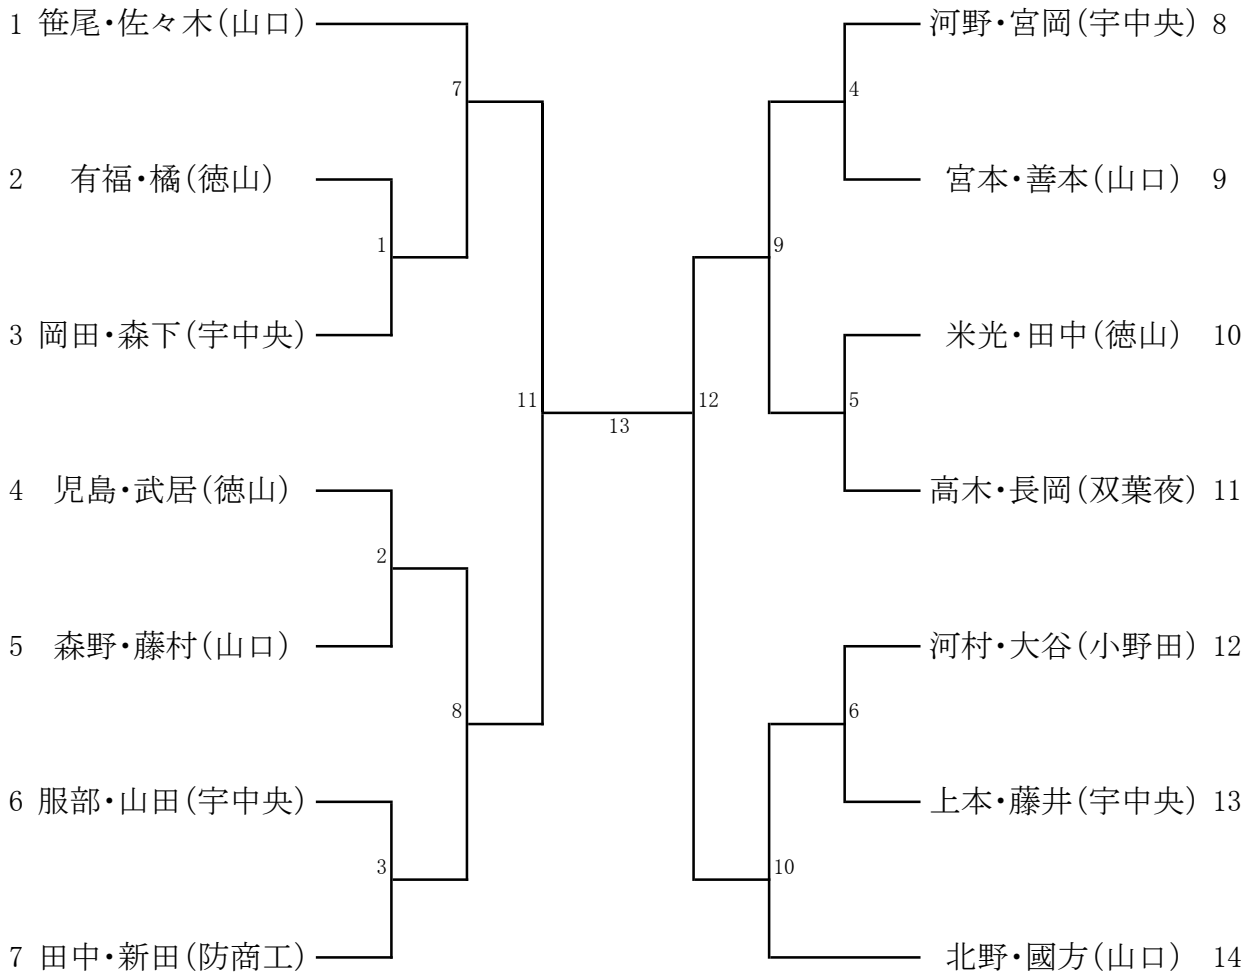 1 笹尾・佐々木(山口)
2 有福・橘(徳山)
3 岡田・森下(宇中央)
4 児島・武居(徳山)
5 森野・藤村(山口)
6 服部・山田(宇中央)
7 田中・新田(防商工)
7
1
2
8
3
11
13
12
9
10
4
5
6
河野・宮岡(宇中央) 8
宮本・善本(山口) 9
米光・田中(徳山) 10
高木・長岡(双葉夜) 11
河村・大谷(小野田) 12
上本・藤井(宇中央) 13
北野・國方(山口) 14